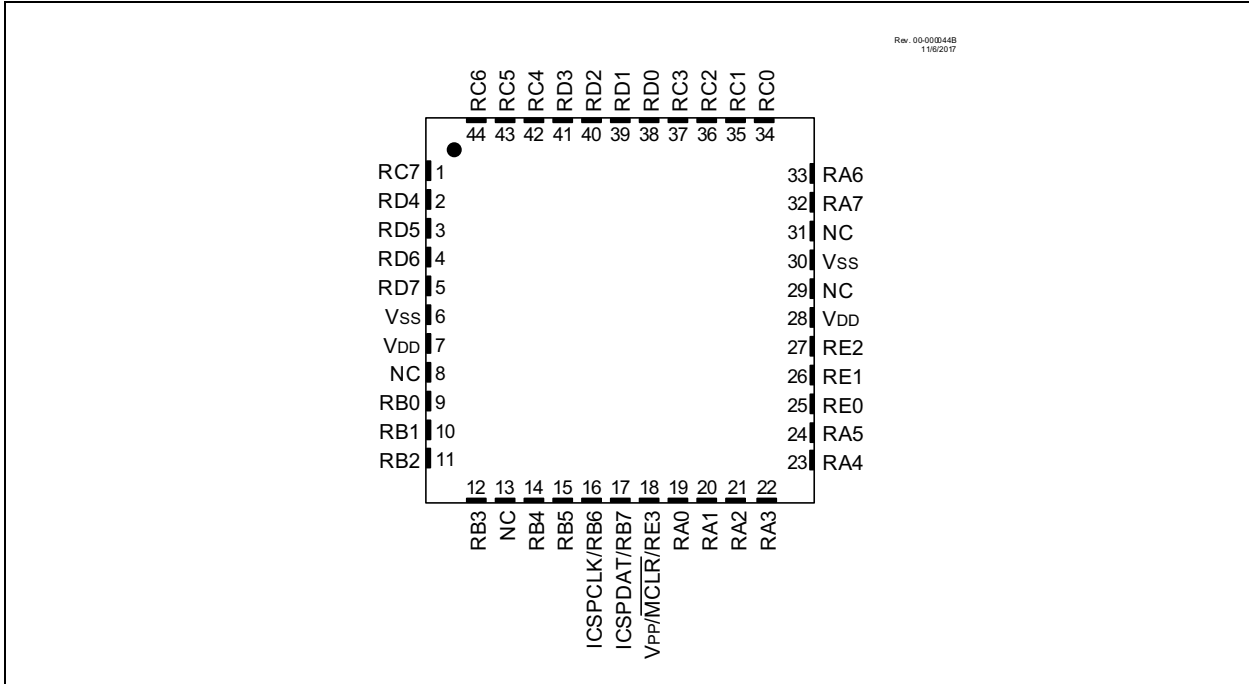 Rev. 00-000044B
11/6/2017
RC6
RC5
RC4
RD3
RD2
RD1
RD0
RC3
RC2
RC1
RC0
44
43
42
41
40
39
38
37
36
35
34
RC7 1
RD4 2
RD5 3
RD6 4
RD7 5
VSS 6
VDD 7
NC 8
RB0 9
RB1 10
RB2 11
33 RA6
32 RA7
31 NC
30 VSS
29 NC
28 VDD
27 RE2
26 RE1
25 RE0
24 RA5
23 RA4
12
13
14
15
16
17
18
19
20
21
22
RB3
NC
RB4
RB5
ICSPCLK/RB6
ICSPDAT/RB7
VPP/MCLR/RE3
RA0
RA1
RA2
RA3